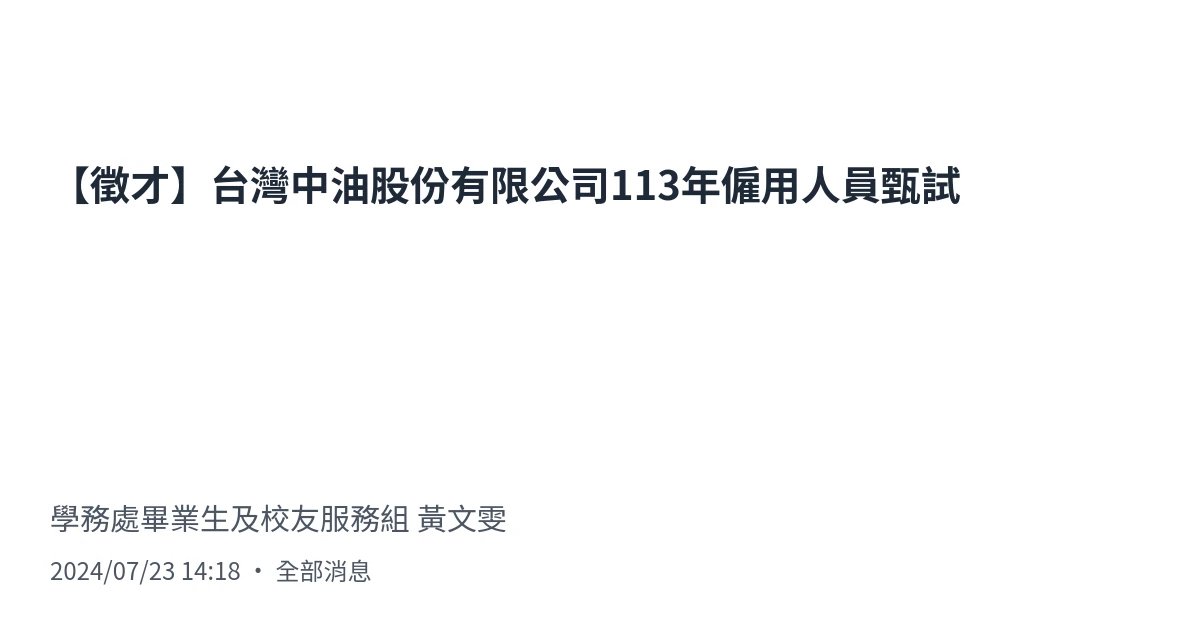 【徵才】台灣中油股份有限公司113年僱用人員甄試
學務處畢業生及校友服務組 黃文雯
2024/07/23 14:18 • 全部消息